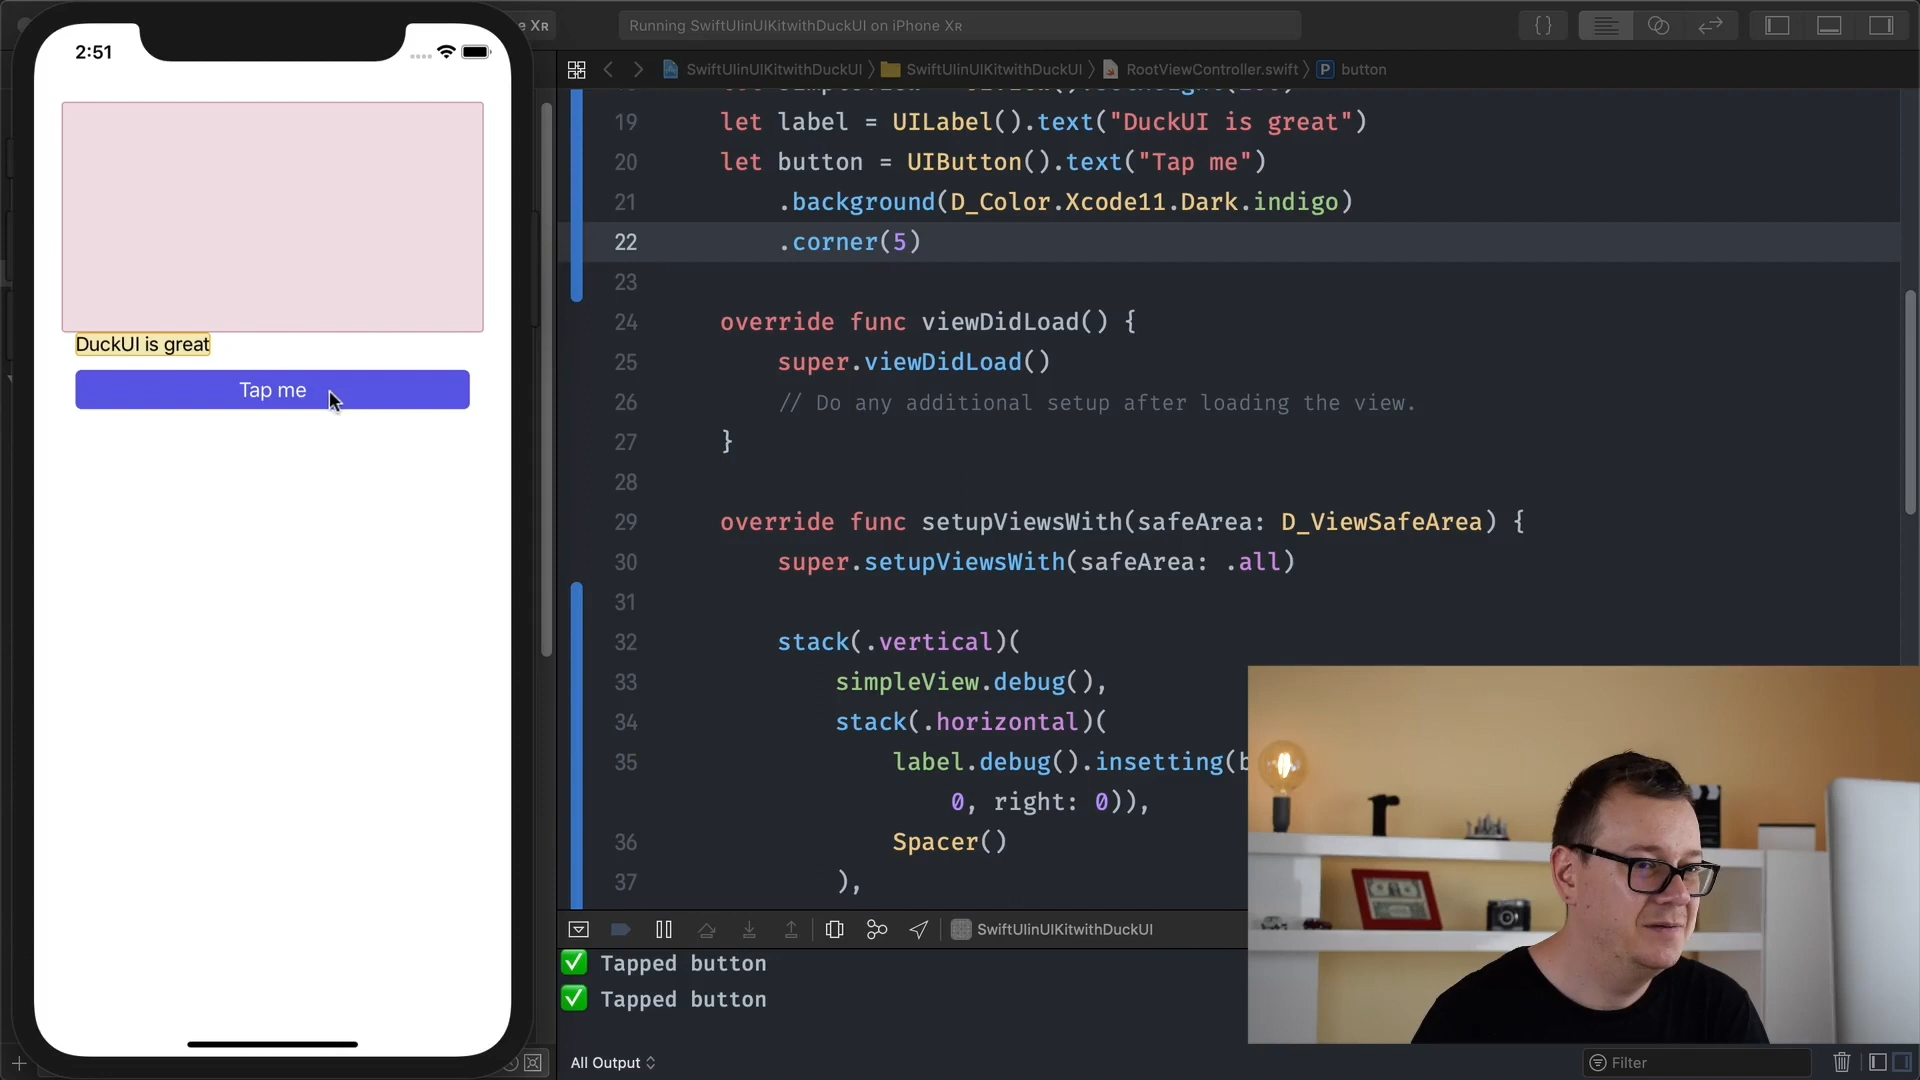 2:51
DuckUI is great
Tap me
XR
Running SwiftUIinUIKitwithDuckUI on iPhone XR
SwiftUIinUIKitwithDuckUI
SwiftUIinUIKitwithDuckUI
RootViewController.swift
P button
19 let label = UILabel().text("DuckUI is great")
20 let button = UIButton().text("Tap me")
21 .background(D_Color.Xcode11.Dark.indigo)
22 .corner(5)
23
24 override func viewDidLoad() {
25 super.viewDidLoad()
26 // Do any additional setup after loading the view.
27 }
28
29 override func setupViewsWith(safeArea: D_ViewSafeArea) {
30 super.setupViewsWith(safeArea: .all)
31
32 stack(.vertical)(
33 simpleView.debug(),
34 stack(.horizontal)(
35 label.debug().insetting(b
0, right: 0)),
36 Spacer()
37 ),
SwiftUIinUIKitwithDuckUI
✅ Tapped button
✅ Tapped button
All Output
Filter